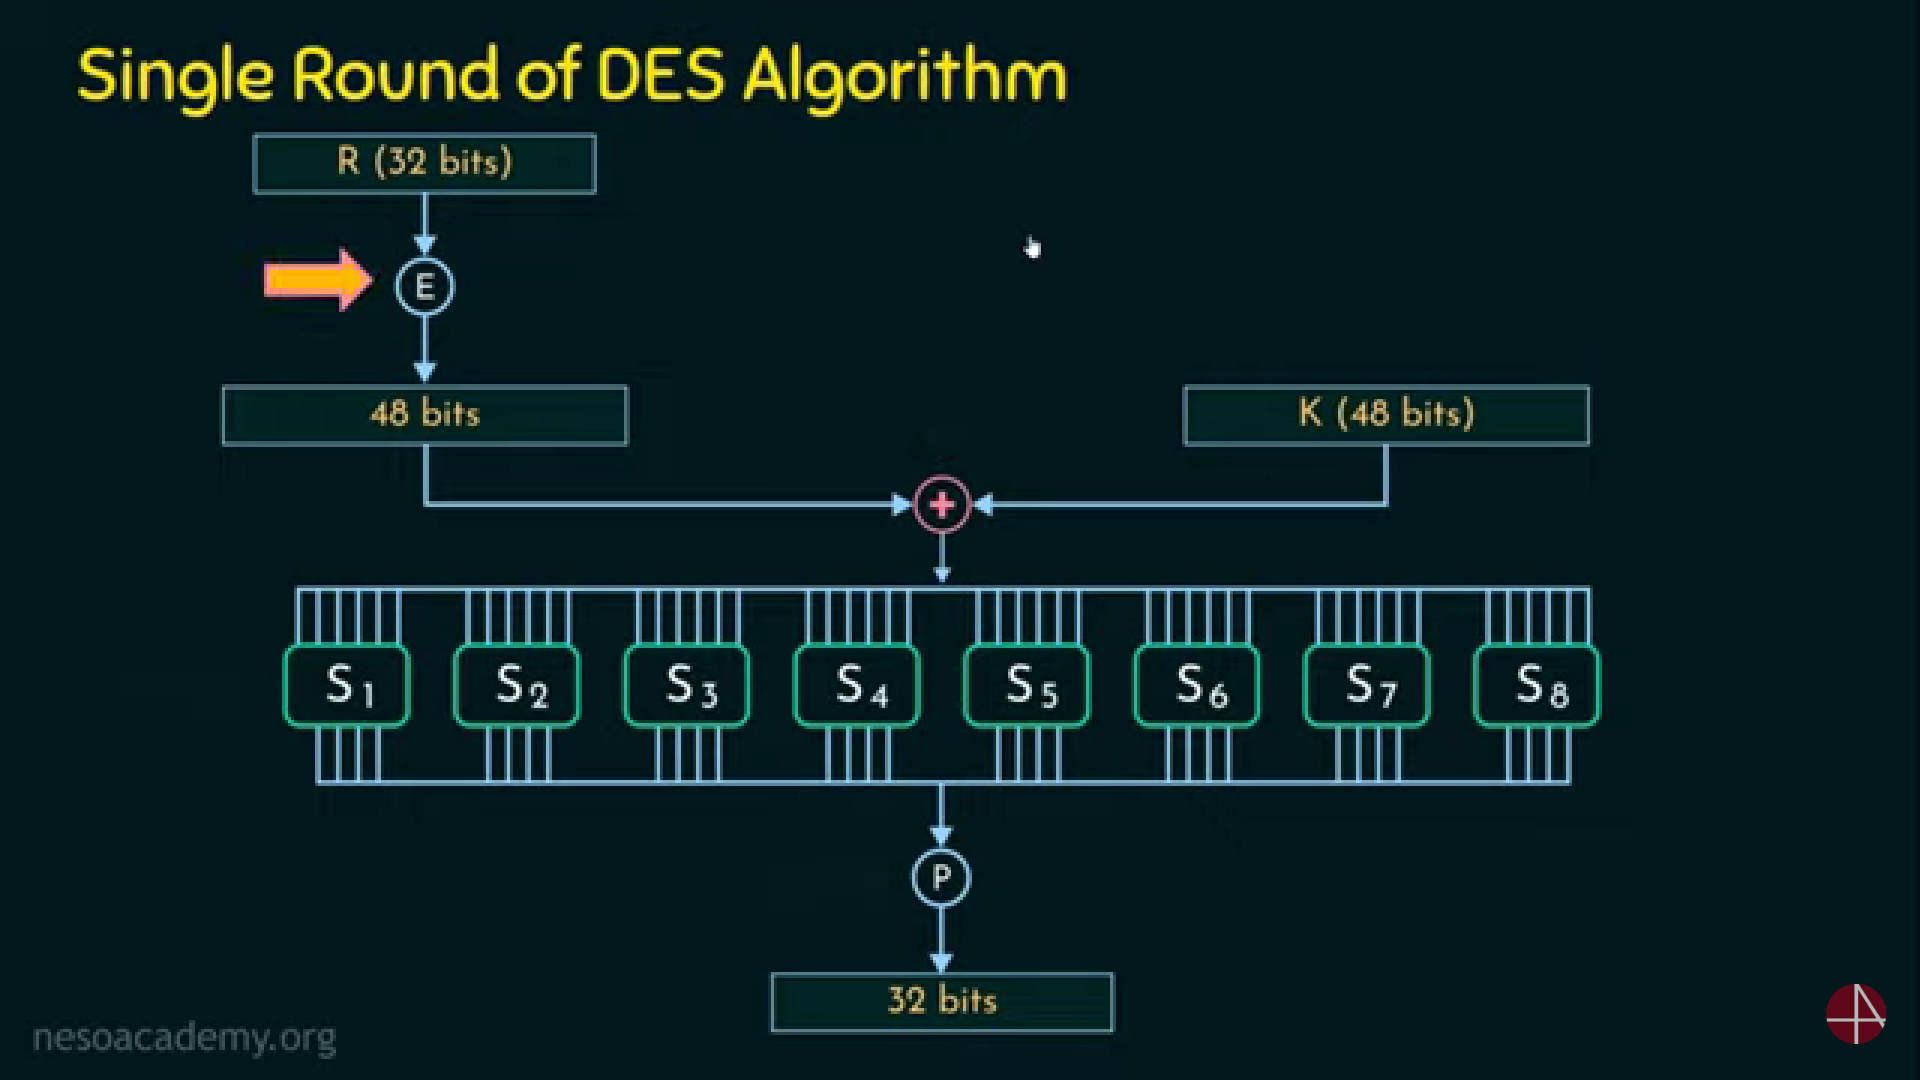 Single Round of DES Algorithm
R (32 bits)
E
48 bits
K (48 bits)
+
S1 S2 S3 S4 S5 S6 S7 S8
P
32 bits
nesoacademy.org